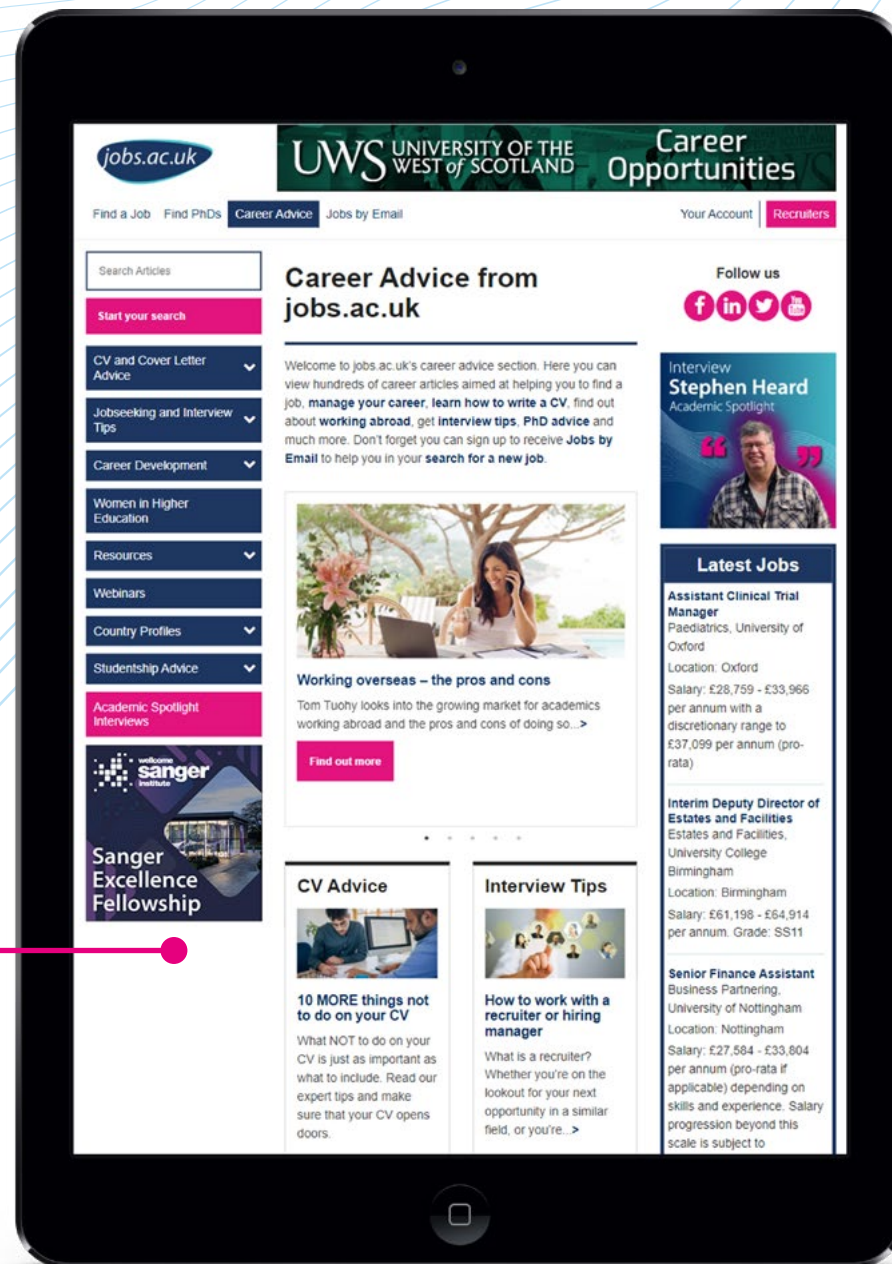 jobs.ac.uk
UWS UNIVERSITY OF THE
WEST of SCOTLAND
Career
Opportunities
Find a Job
Find PhDs
Career Advice
Jobs by Email
Your Account
Recruiters
Search Articles
Start your search
CV and Cover Letter
Advice
Jobseeking and Interview
Tips
Career Development
Women in Higher
Education
Resources
Webinars
Country Profiles
Studentship Advice
Academic Spotlight
Interviews
wellcome
sanger
institute
Sanger
Excellence
Fellowship
Career Advice from
jobs.ac.uk
Welcome to jobs.ac.uk's career advice section. Here you can
view hundreds of career articles aimed at helping you to find a
job, manage your career, learn how to write a CV, find out
about working abroad, get interview tips, PhD advice and
much more. Don't forget you can sign up to receive Jobs by
Email to help you in your search for a new job.
Working overseas – the pros and cons
Tom Tuohy looks into the growing market for academics
working abroad and the pros and cons of doing so...>
Find out more
CV Advice
10 MORE things not
to do on your CV
What NOT to do on your
CV is just as important as
what to include. Read our
expert tips and make
sure that your CV opens
doors.
Interview Tips
How to work with a
recruiter or hiring
manager
What is a recruiter?
Whether you're on the
lookout for your next
opportunity in a similar
field, or you're...>
Follow us
f
in
You
Tube
Interview
Stephen Heard
Academic Spotlight
Latest Jobs
Assistant Clinical Trial
Manager
Paediatrics, University of
Oxford
Location: Oxford
Salary: £28,759 - £33,966
per annum with a
discretionary range to
£37,099 per annum (pro-
rata)
Interim Deputy Director of
Estates and Facilities
Estates and Facilities,
University College
Birmingham
Location: Birmingham
Salary: £61,198 - £64,914
per annum. Grade: SS11
Senior Finance Assistant
Business Partnering,
University of Nottingham
Location: Nottingham
Salary: £27,584 - £33,804
per annum (pro-rata if
applicable) depending on
skills and experience. Salary
progression beyond this
scale is subject to